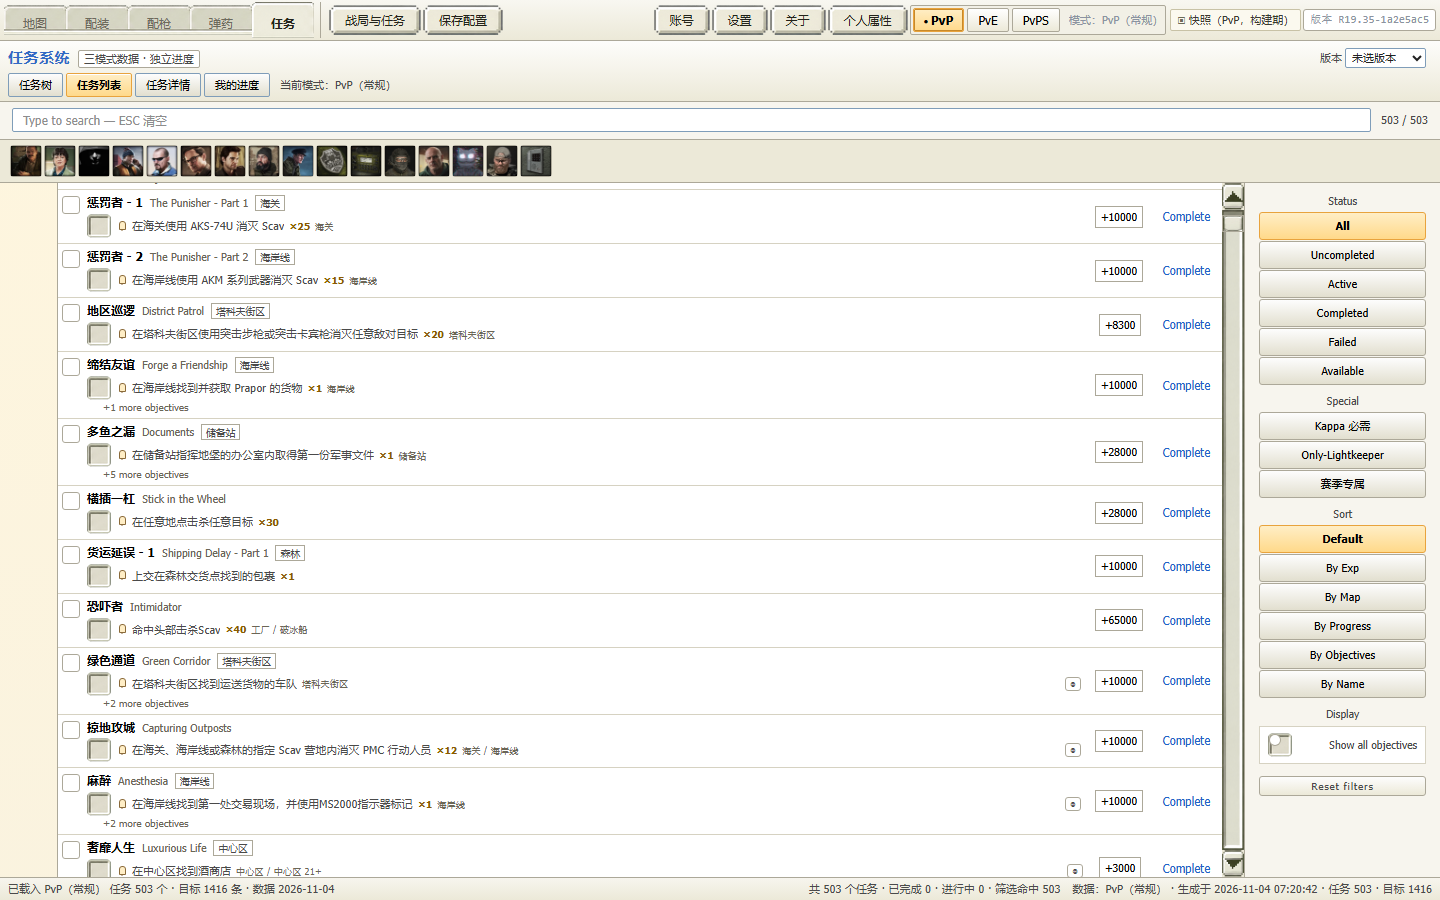 地图 配装 配枪 弹药 任务 战局与任务 保存配置 账号 设置 关于 个人属性 • PvP PvE PvPS 模式: PvP (常规) 快照 (PvP, 构建期) 版本 R19.35-1a2e5ac5
任务系统 三模式数据 · 独立进度 版本 未选版本
任务树 任务列表 任务详情 我的进度 当前模式: PvP (常规)
Type to search — ESC 清空 503 / 503
惩罚者 - 1 The Punisher - Part 1 海关
在海关使用 AKS-74U 消灭 Scav ×25 海关
+10000 Complete
惩罚者 - 2 The Punisher - Part 2 海岸线
在海岸线使用 AKM 系列武器消灭 Scav ×15 海岸线
+10000 Complete
地区巡逻 District Patrol 塔科夫街区
在塔科夫街区使用突击步枪或突击卡宾枪消灭任意敌对目标 ×20 塔科夫街区
+8300 Complete
缔结友谊 Forge a Friendship 海岸线
在海岸线找到并获取 Prapor 的货物 ×1 海岸线
+1 more objectives
+10000 Complete
多鱼之漏 Documents 储备站
在储备站指挥地堡的办公室内取得第一份军事文件 ×1 储备站
+5 more objectives
+28000 Complete
横插一杠 Stick in the Wheel
在任意地点击杀任意目标 ×30
+28000 Complete
货运延误 - 1 Shipping Delay - Part 1 森林
上交在森林交货点找到的包裹 ×1
+10000 Complete
恐吓者 Intimidator
命中头部击杀Scav ×40 工厂 / 破冰船
+65000 Complete
绿色通道 Green Corridor 塔科夫街区
在塔科夫街区找到运送货物的车队 塔科夫街区
+2 more objectives
+10000 Complete
掠地攻城 Capturing Outposts
在海关、海岸线或森林的指定 Scav 营地内消灭 PMC 行动人员 ×12 海关 / 海岸线
+10000 Complete
麻醉 Anesthesia 海岸线
在海岸线找到第一处交易现场，并使用MS2000指示器标记 ×1 海岸线
+2 more objectives
+10000 Complete
奢靡人生 Luxurious Life 中心区
在中心区找到酒商店 中心区 / 中心区 21+
+3000 Complete
Status
All
Uncompleted
Active
Completed
Failed
Available
Special
Kappa 必需
Only-Lightkeeper
赛季专属
Sort
Default
By Exp
By Map
By Progress
By Objectives
By Name
Display
Show all objectives
Reset filters
已载入 PvP (常规) 任务 503 个 · 目标 1416 条 · 数据 2026-11-04 共 503 个任务 · 已完成 0 · 进行中 0 · 筛选命中 503 数据: PvP (常规) · 生成于 2026-11-04 07:20:42 · 任务 503 · 目标 1416